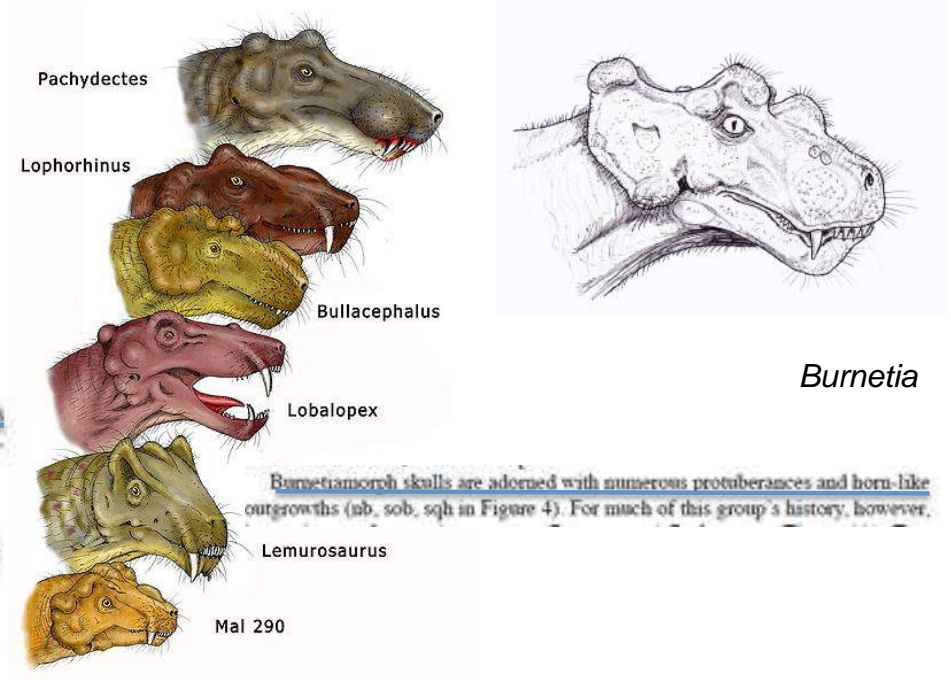 Pachydectes
Lophorhinus
Bullacephalus
Burnetia
Lobalopex
Burnetiamorph skulls are adorned with numerous protuberances and horn-like
outgrowths (nb, sob, sqh in Figure 4). For much of this group's history, however,
Lemurosaurus
Mal 290